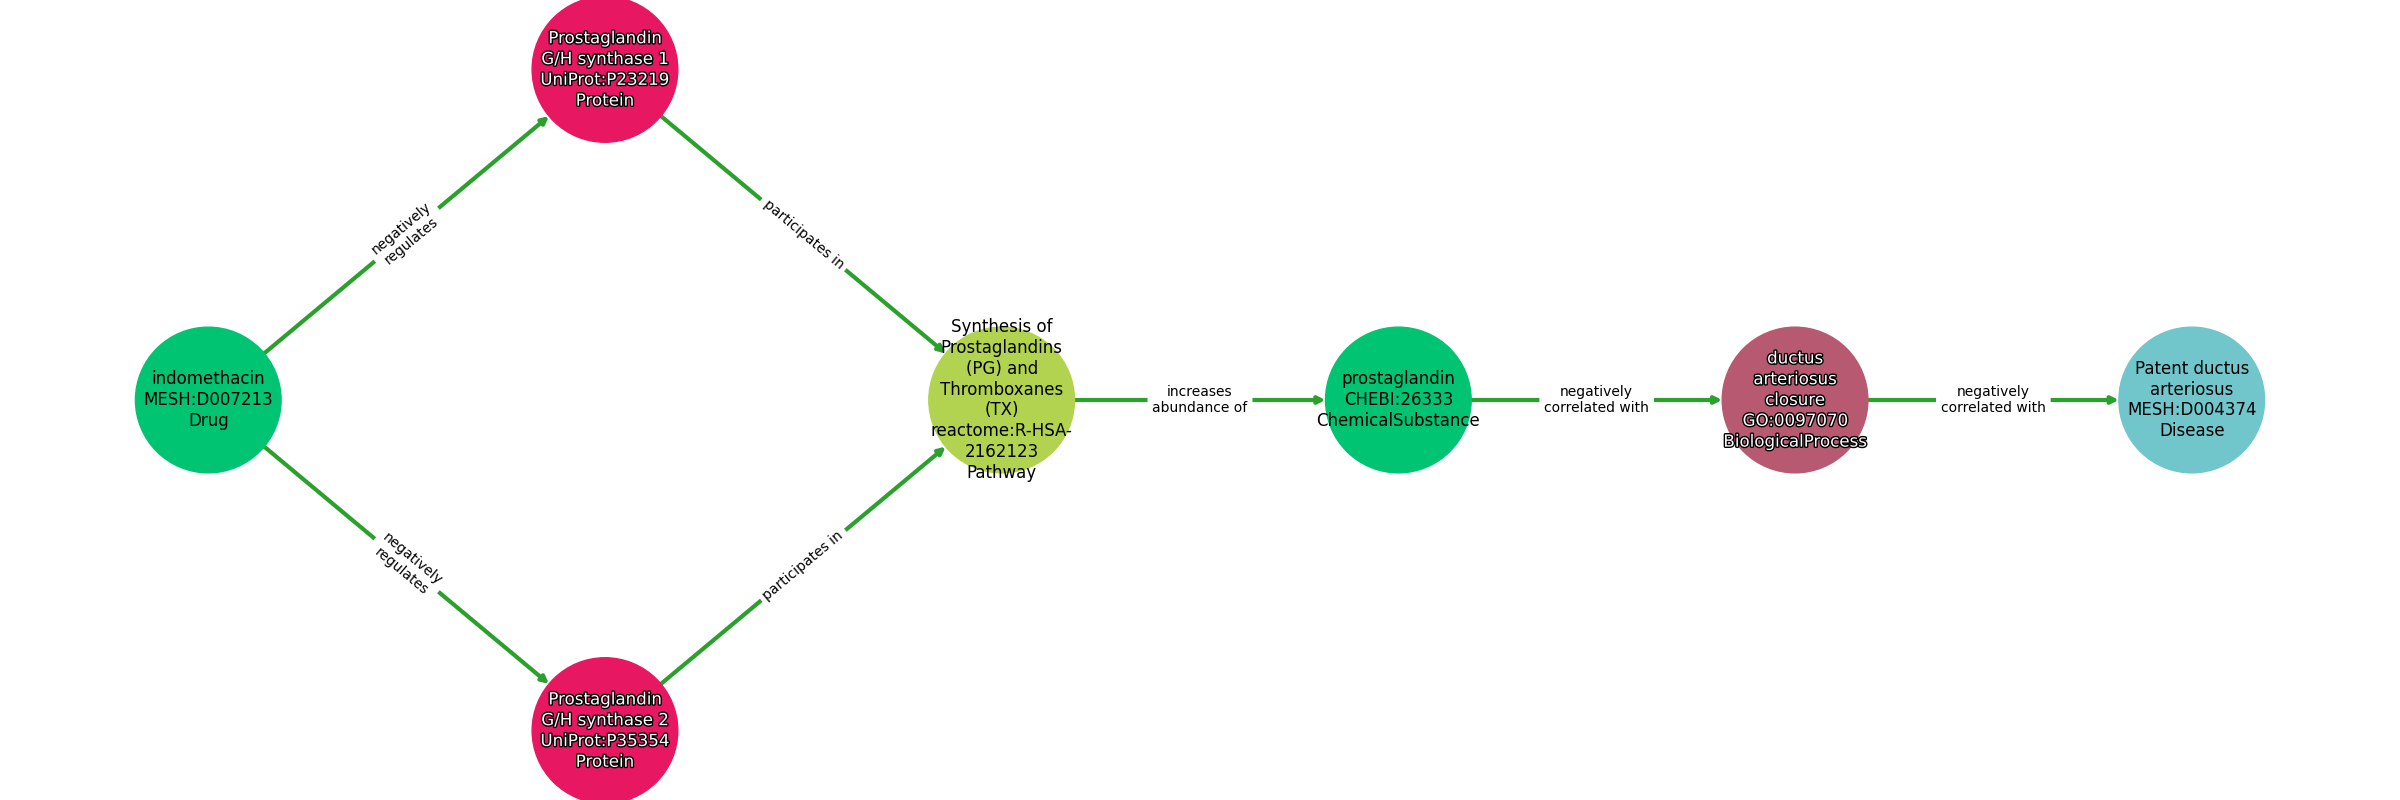 Prostaglandin
G/H synthase 1
UniProt:P23219
Protein
negatively
regulates
participates in
indomethacin
MESH:D007213
Drug
Synthesis of
Prostaglandins
(PG) and
Thromboxanes
(TX)
reactome:R-HSA-
2162123
Pathway
increases
abundance of
prostaglandin
CHEBI:26333
ChemicalSubstance
negatively
correlated with
ductus
arteriosus
closure
GO:0097070
BiologicalProcess
negatively
correlated with
Patent ductus
arteriosus
MESH:D004374
Disease
negatively
regulates
participates in
Prostaglandin
G/H synthase 2
UniProt:P35354
Protein